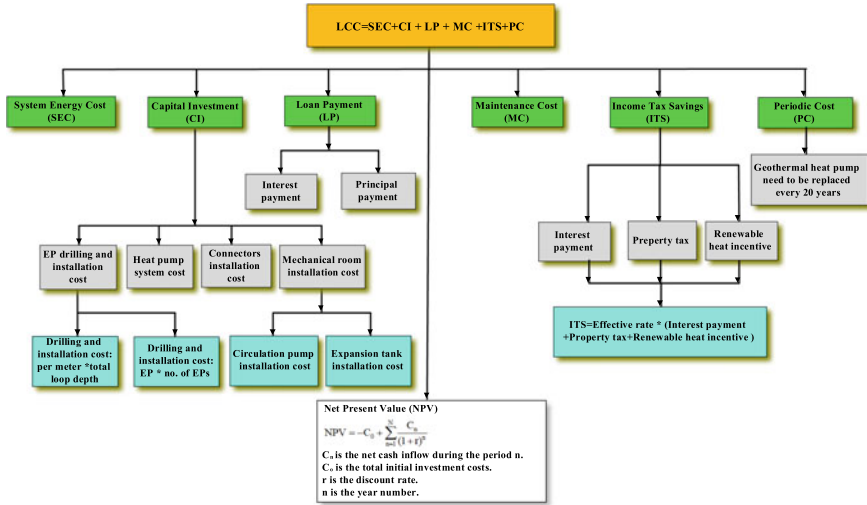 LCC=SEC+CI + LP + MC +ITS+PC
System Energy Cost
(SEC)
Capital Investment
(CI)
Loan Payment
(LP)
Maintenance Cost
(MC)
Income Tax Savings
(ITS)
Periodic Cost
(PC)
Interest
payment
Principal
payment
Geothermal heat pump
need to be replaced
every 20 years
EP drilling and
installation
cost
Heat pump
system cost
Connectors
installation
cost
Mechanical room
installation cost
Interest
payment
Property tax
Renewable
heat incentive
Drilling and
installation cost:
per meter *total
loop depth
Drilling and
installation cost:
EP * no. of EPs
Circulation pump
installation cost
Expansion tank
installation cost
ITS=Effective rate * (Interest payment
+Property tax+Renewable heat incentive )
Net Present Value (NPV)
NPV = −C₀ + ∑ₙ₌₁ᴺ Cₙ/(1+r)ⁿ
Cₙ is the net cash inflow during the period n.
Cₒ is the total initial investment costs.
r is the discount rate.
n is the year number.